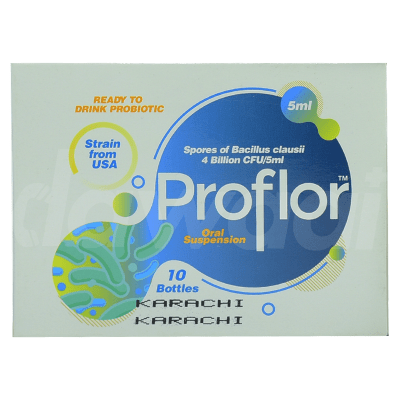 READY TO
DRINK PROBIOTIC
5ml
Strain
from
USA
Spores of Bacillus clausii
4 Billion CFU/5ml
Proflor™
Oral
Suspension
10
Bottles
KARACHI
KARACHI